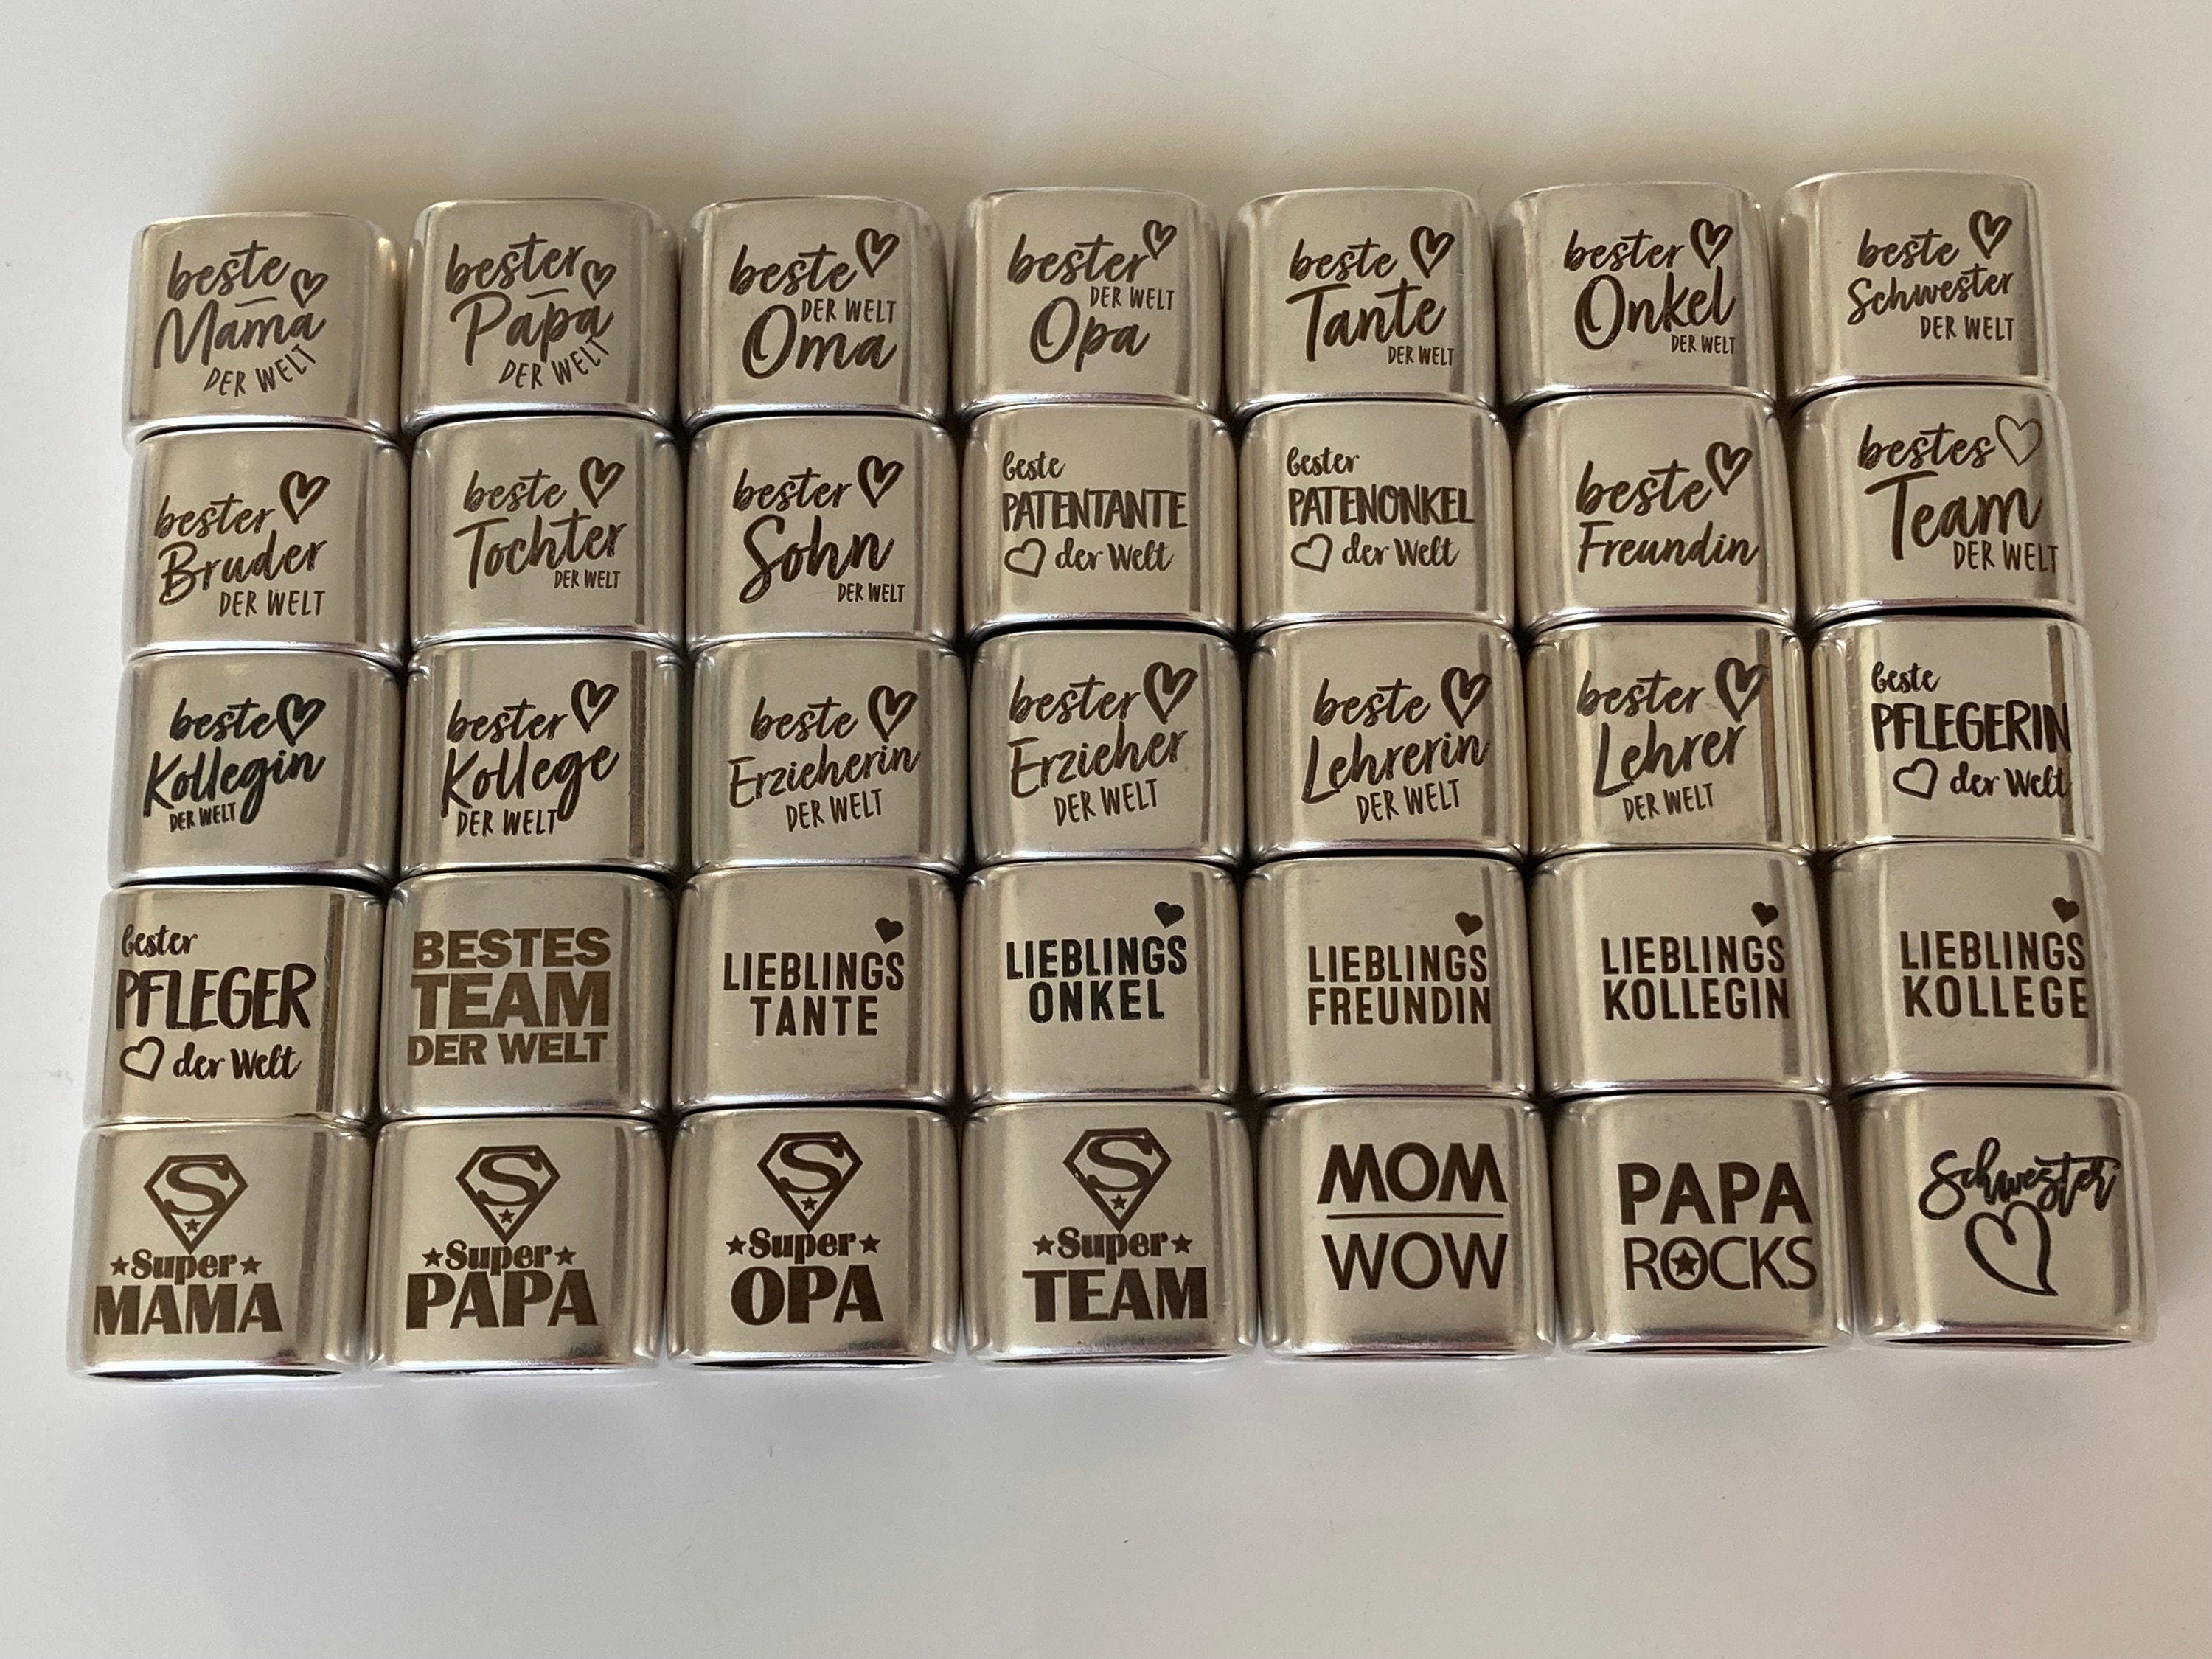 beste
Mama
DER WELT
bester
Papa
DER WELT
beste
DER WELT
Oma
bester
DER WELT
Opa
beste
Tante
DER WELT
bester
Onkel
DER WELT
beste
Schwester
DER WELT
bester
Bruder
DER WELT
beste
Tochter
DER WELT
bester
Sohn
DER WELT
beste
PATENTANTE
der Welt
bester
PATENONKEL
der Welt
beste
Freundin
bestes
Team
DER WELT
beste
Kollegin
DER WELT
bester
Kollege
DER WELT
beste
Erzieherin
DER WELT
bester
Erzieher
DER WELT
beste
Lehrerin
DER WELT
bester
Lehrer
DER WELT
beste
PFLEGERIN
der Welt
bester
PFLEGER
der Welt
BESTES
TEAM
DER WELT
LIEBLINGS
TANTE
LIEBLINGS
ONKEL
LIEBLINGS
FREUNDIN
LIEBLINGS
KOLLEGIN
LIEBLINGS
KOLLEGE
S
Super
MAMA
S
Super
PAPA
S
Super
OPA
S
Super
TEAM
MOM
WOW
PAPA
ROCKS
Schwester